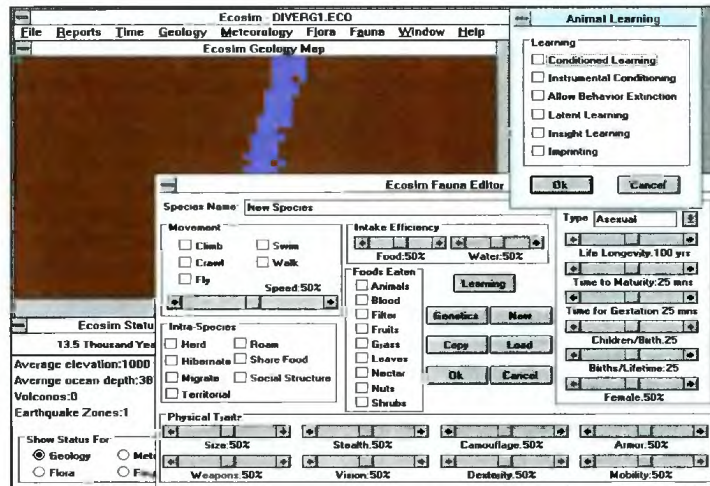 Ecosim - DIVERG1.ECO
File Reports Time Geology Meteorology Flora Fauna Window Help
Ecosim Geology Map
Animal Learning
Learning
Conditioned Learning
Instrumental Conditioning
Allow Behavior Extinction
Latent Learning
Insight Learning
Imprinting
Ok Cancel
Ecosim Fauna Editor
Species Name: New Species
Movement
Climb Swim
Crawl Walk
Fly
Speed:50%
Intra-Species
Herd Roam
Hibernate Share Food
Migrate Social Structure
Territorial
Intake Efficiency
Food:50% Water:50%
Foods Eaten
Animals
Blood
Filter
Fruits
Grass
Leaves
Nectar
Nuts
Shrubs
Learning
Genetics New
Copy Load
Ok Cancel
Type Asexual
Life Longevity:100 yrs
Time to Maturity:25 mns
Time for Gestation 25 mns
Children/Birth:25
Births/Lifetime:25
Female:50%
Physical Traits
Size:50% Stealth:50% Camouflage:50% Armor:50%
Weapons:50% Vision:50% Dexterity:50% Mobility:50%
Ecosim Statu
13.5 Thousand Yea
Average elevation:1000
Average ocean depth:38
Volconos:0
Earthquake Zones:1
Show Status For
Geology Met
Flora